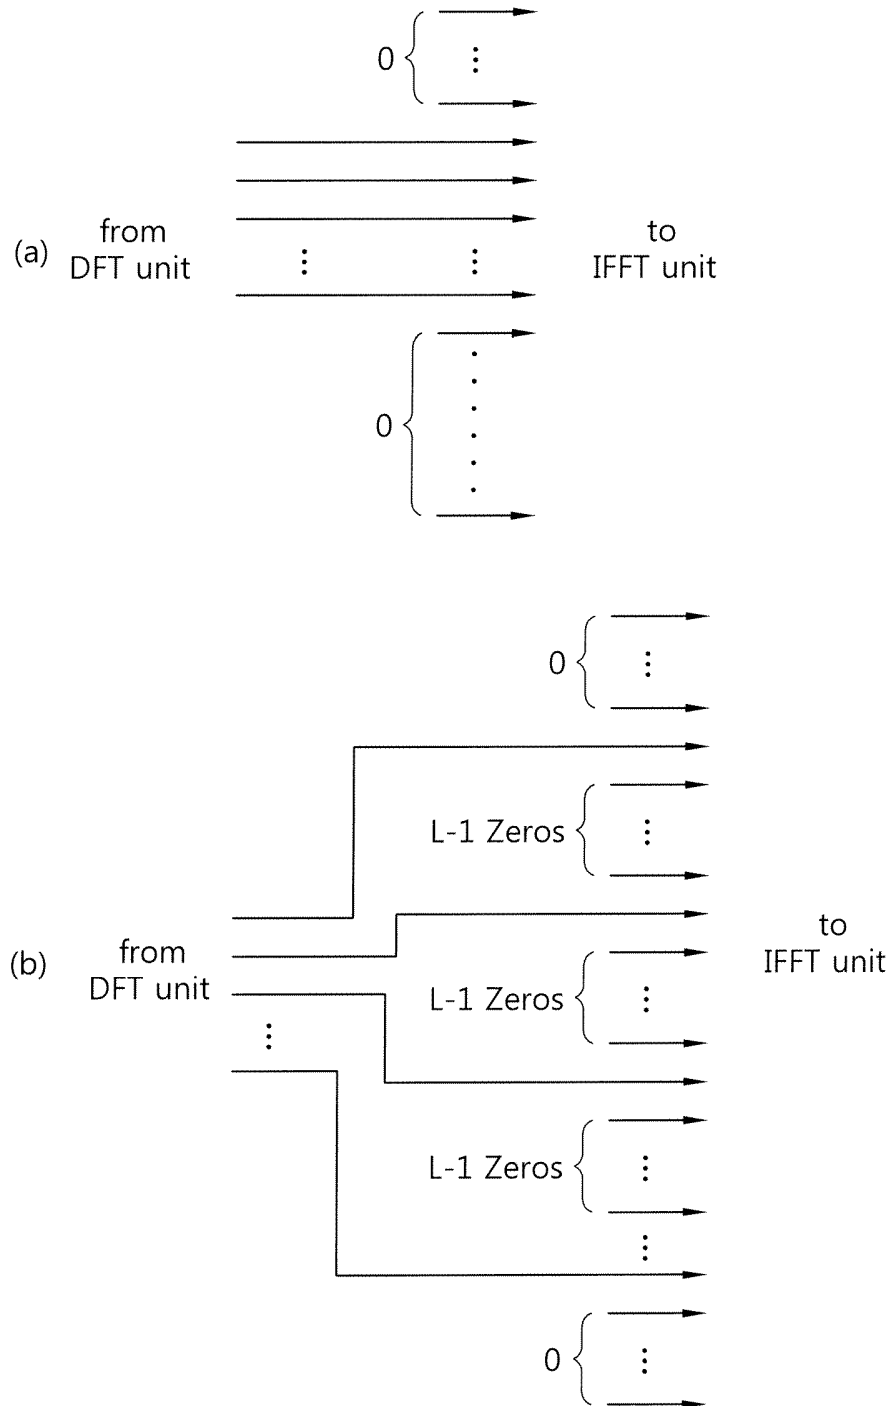 0
(a)
from
DFT unit
to
IFFT unit
0
0
L-1 Zeros
(b)
from
DFT unit
to
IFFT unit
L-1 Zeros
L-1 Zeros
0